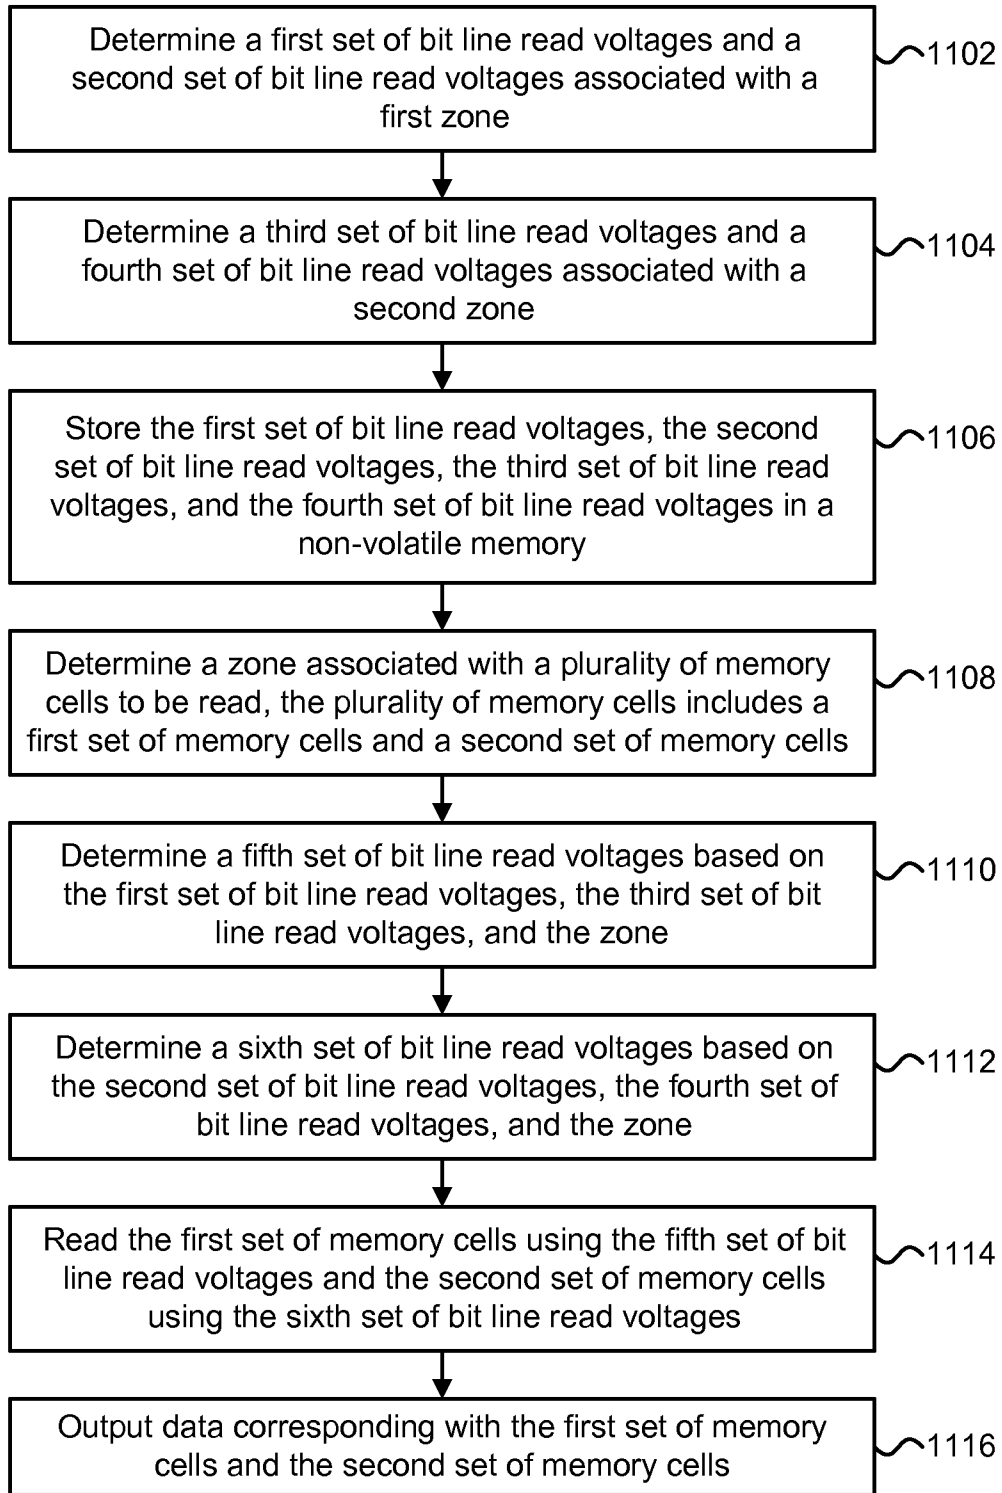 Determine a first set of bit line read voltages and a
second set of bit line read voltages associated with a
first zone
1102
Determine a third set of bit line read voltages and a
fourth set of bit line read voltages associated with a
second zone
1104
Store the first set of bit line read voltages, the second
set of bit line read voltages, the third set of bit line read
voltages, and the fourth set of bit line read voltages in a
non-volatile memory
1106
Determine a zone associated with a plurality of memory
cells to be read, the plurality of memory cells includes a
first set of memory cells and a second set of memory cells
1108
Determine a fifth set of bit line read voltages based on
the first set of bit line read voltages, the third set of bit
line read voltages, and the zone
1110
Determine a sixth set of bit line read voltages based on
the second set of bit line read voltages, the fourth set of
bit line read voltages, and the zone
1112
Read the first set of memory cells using the fifth set of bit
line read voltages and the second set of memory cells
using the sixth set of bit line read voltages
1114
Output data corresponding with the first set of memory
cells and the second set of memory cells
1116